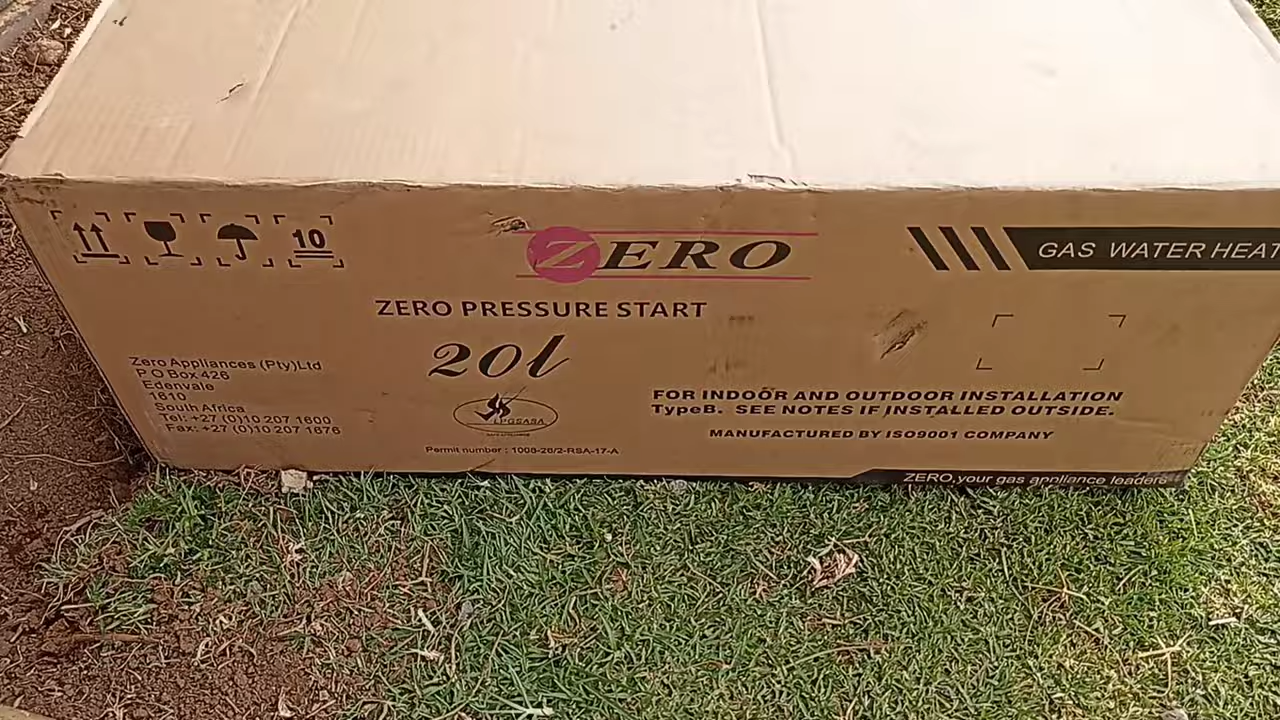 10
ZERO
GAS WATER HEAT
ZERO PRESSURE START
20l
Zero Appliances (Pty)Ltd
P O Box 426
Edenvale
1610
South Africa
Tel: +27 (0)10 207 1600
Fax: +27 (0)10 207 1676
LPGSASA
SAFE APPLIANCE
Permit number : 1008-26/2-RSA-17-A
FOR INDOOR AND OUTDOOR INSTALLATION
TypeB. SEE NOTES IF INSTALLED OUTSIDE.
MANUFACTURED BY ISO9001 COMPANY
ZERO,your gas appliance leaders